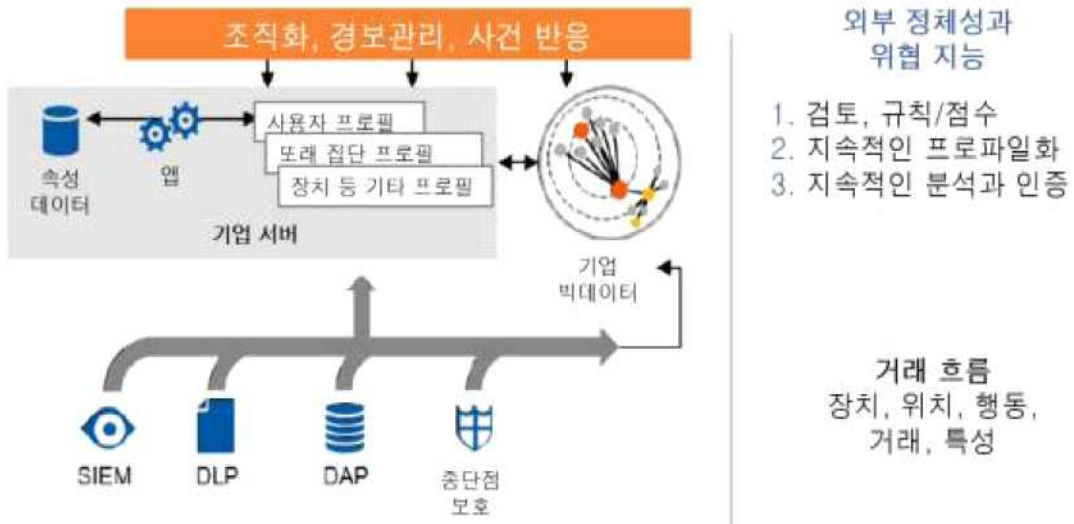 조직화, 경보관리, 사건 반응
속성
데이터
앱
사용자 프로필
또래 집단 프로필
장치 등 기타 프로필
기업 서버
기업
빅데이터
SIEM
DLP
DAP
종단점
보호
외부 정체성과
위협 지능
1. 검토, 규칙/점수
2. 지속적인 프로파일화
3. 지속적인 분석과 인증
거래 흐름
장치, 위치, 행동,
거래, 특성